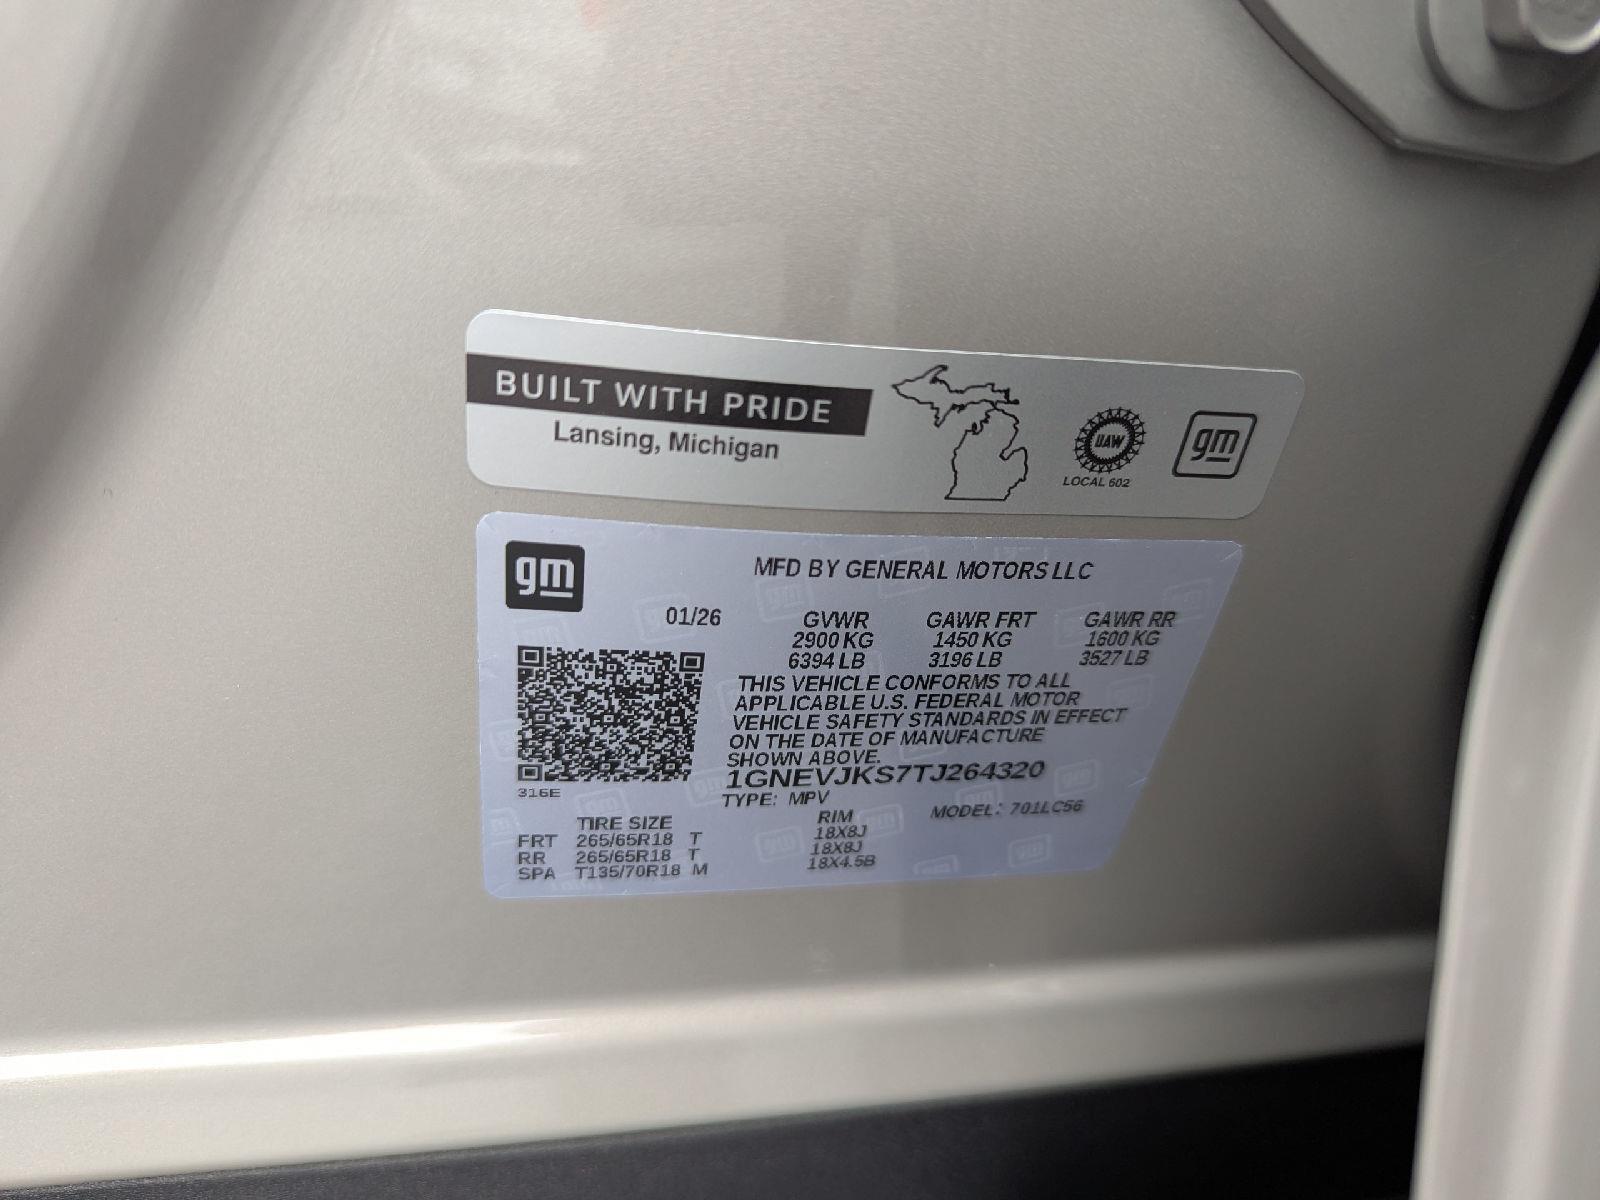 BUILT WITH PRIDE
Lansing, Michigan
UAW
LOCAL 602
gm
gm
MFD BY GENERAL MOTORS LLC
01/26 GVWR GAWR FRT GAWR RR
2900 KG 1450 KG 1600 KG
6394 LB 3196 LB 3527 LB
THIS VEHICLE CONFORMS TO ALL
APPLICABLE U.S. FEDERAL MOTOR
VEHICLE SAFETY STANDARDS IN EFFECT
ON THE DATE OF MANUFACTURE
SHOWN ABOVE.
1GNEVJKS7TJ264320
316E
TYPE: MPV MODEL: 701LC56
TIRE SIZE RIM
FRT 265/65R18 T 18X8J
RR 265/65R18 T 18X8J
SPA T135/70R18 M 18X4.5B